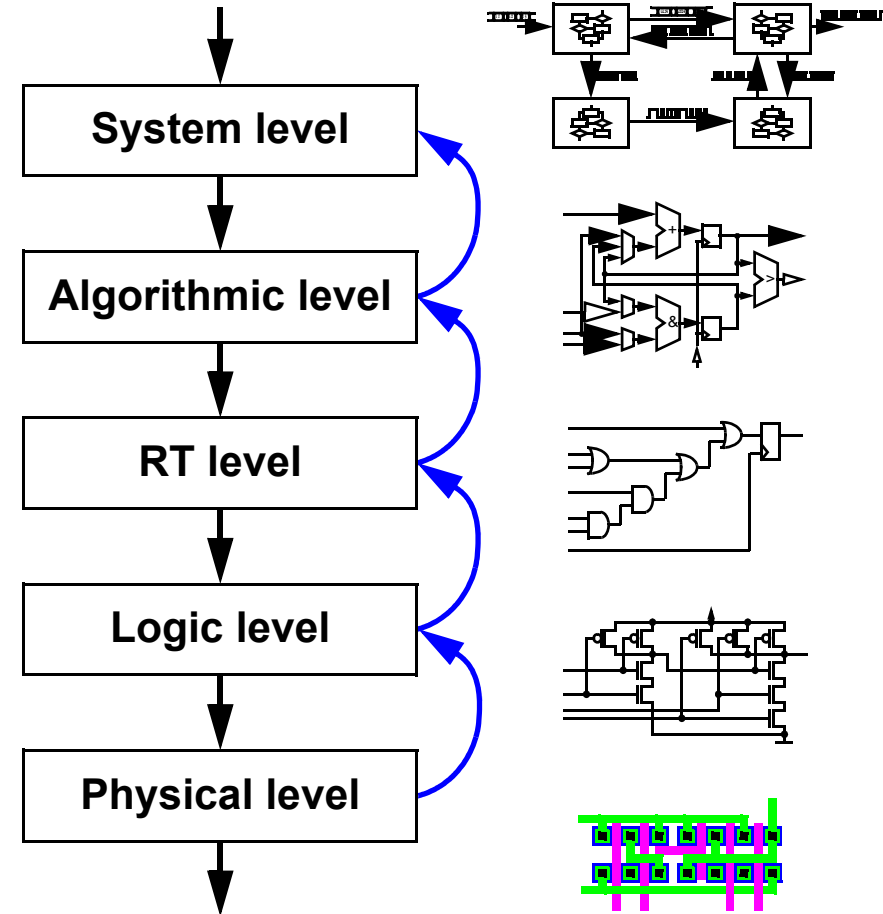 System level
Algorithmic level
+
>
&
RT level
Logic level
Physical level